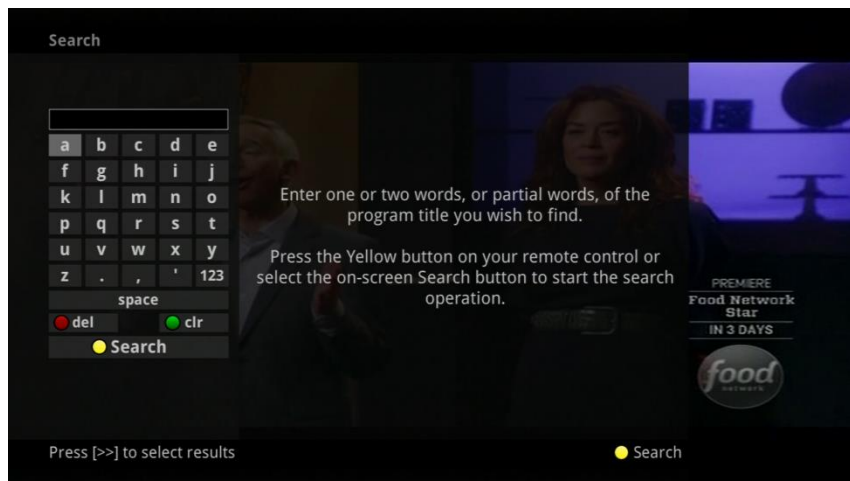 Search
a b c d e
f g h i j
k l m n o
p q r s t
u v w x y
z . , ' 123
space
del clr
Search
Enter one or two words, or partial words, of the
program title you wish to find.
Press the Yellow button on your remote control or
select the on-screen Search button to start the search
operation.
PREMIERE
Food Network
Star
IN 3 DAYS
food
network
Press [>>] to select results
Search